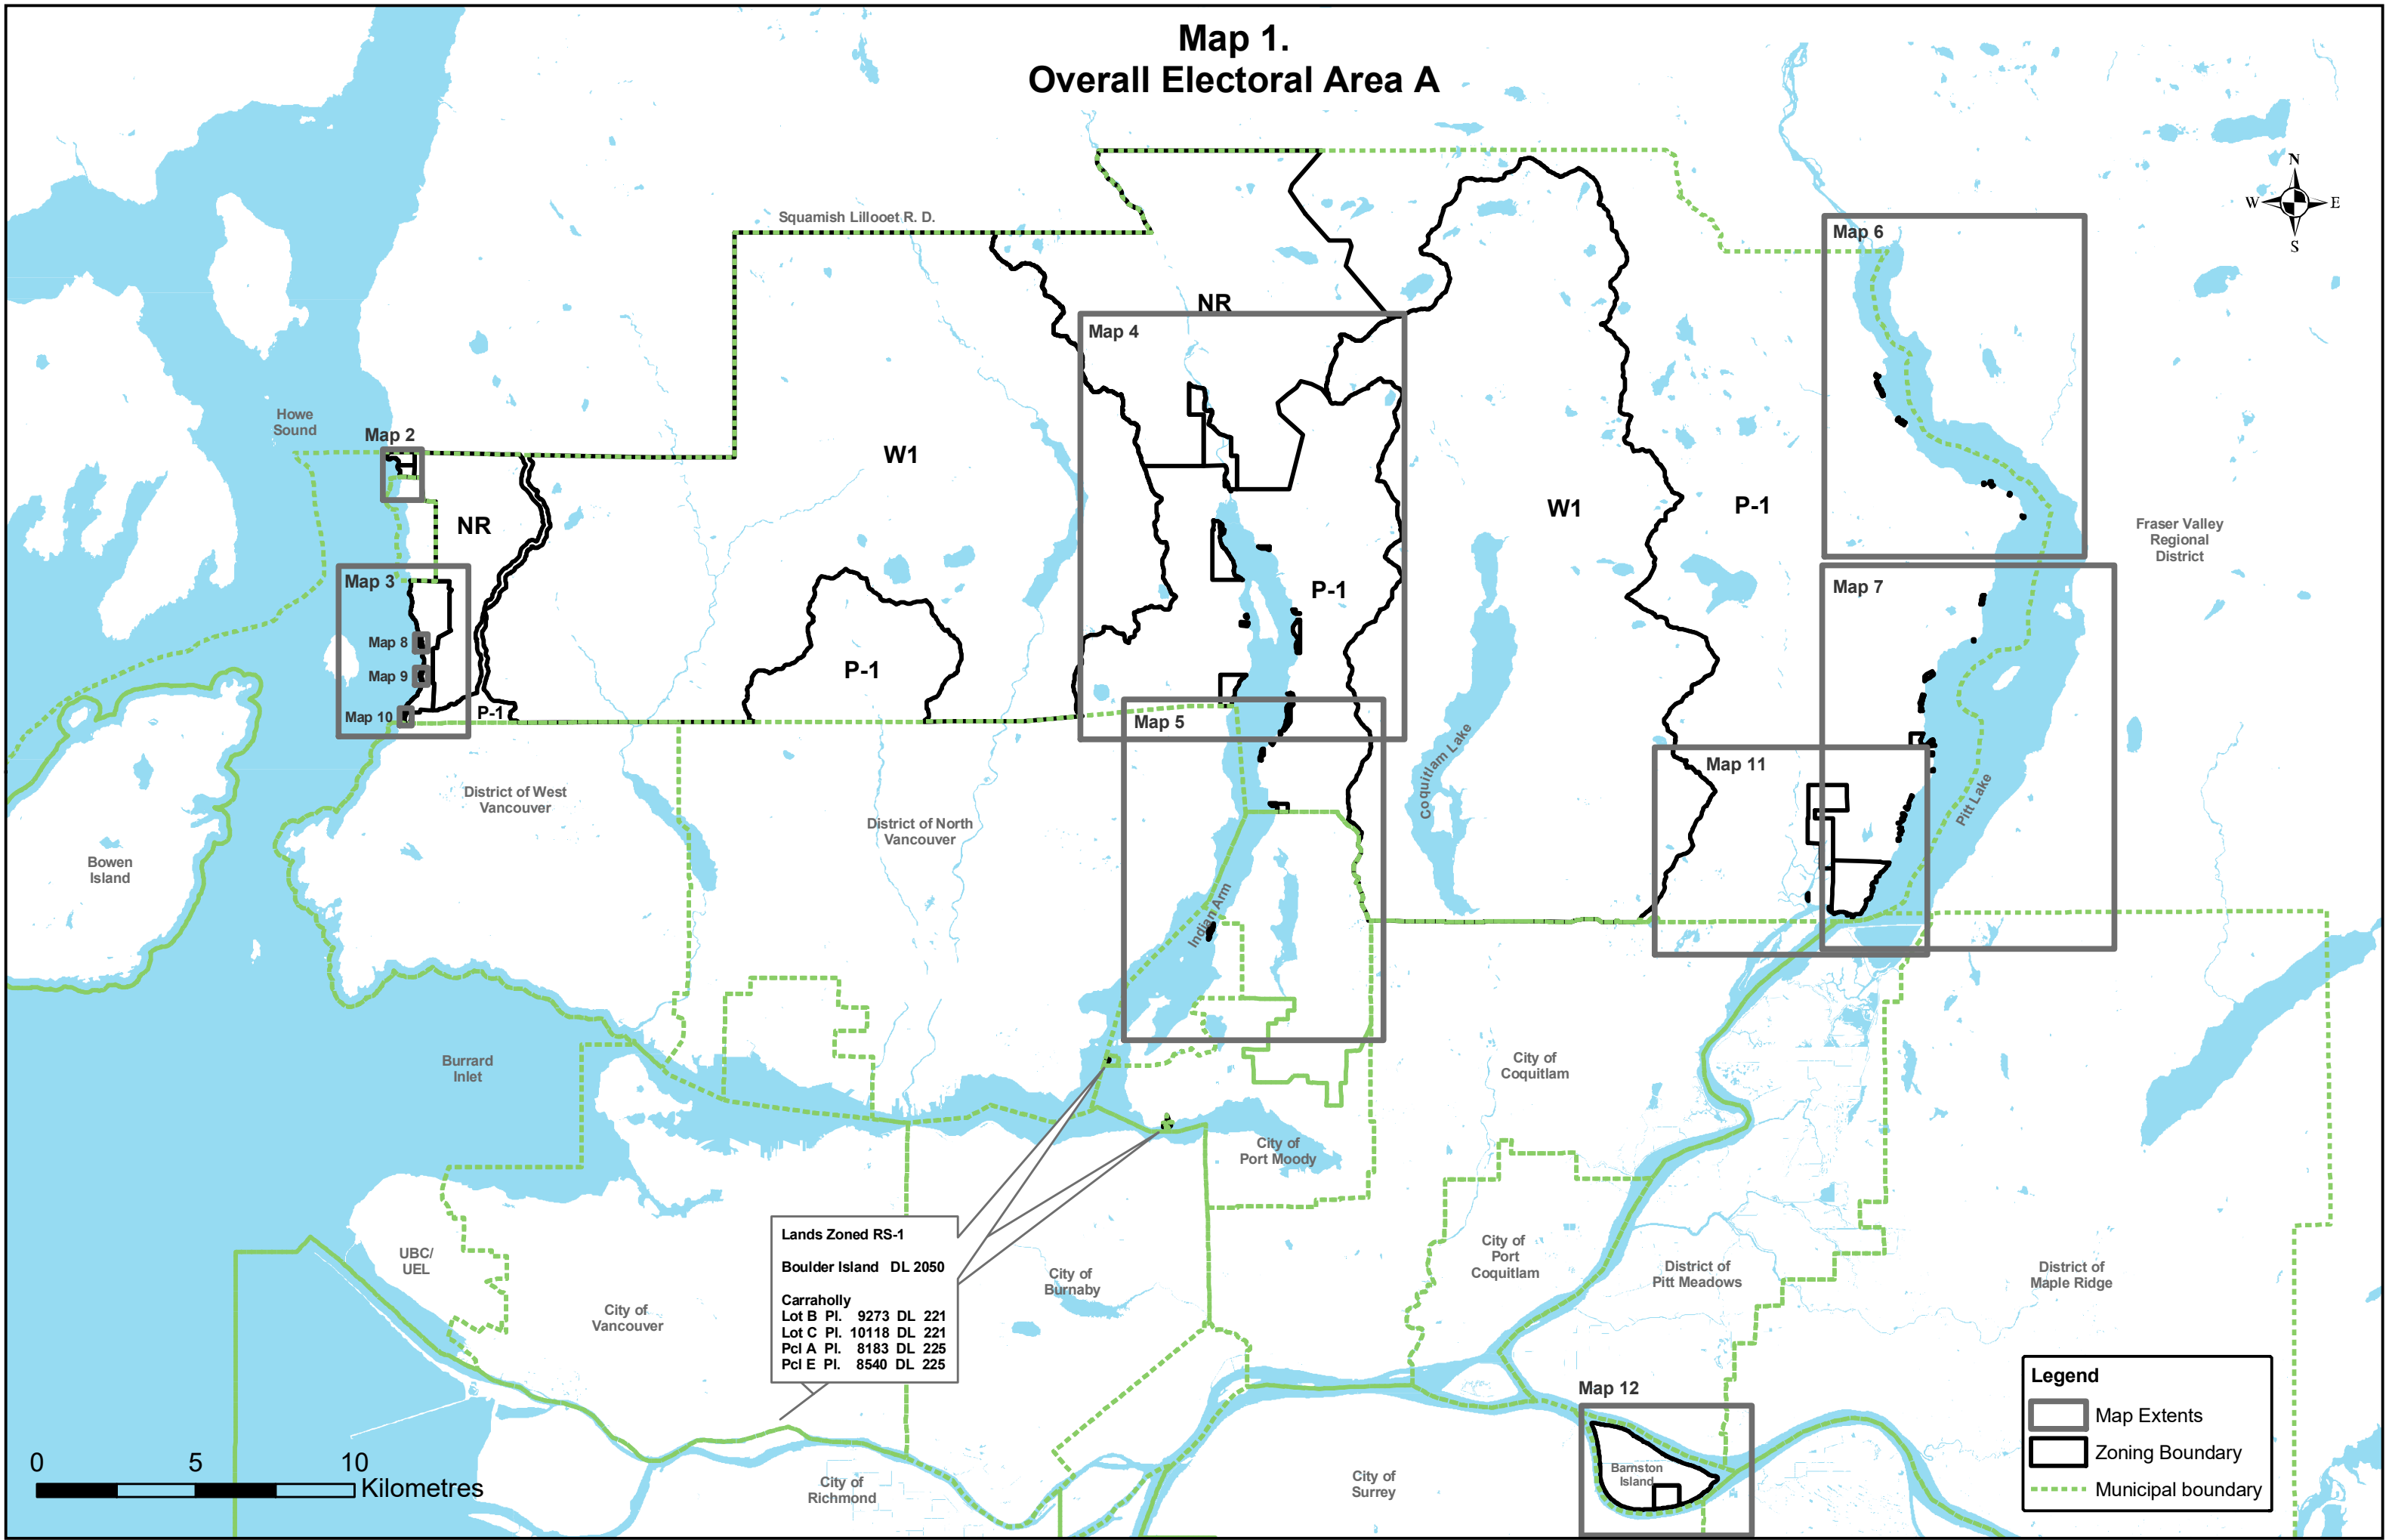 Map 1.
Overall Electoral Area A
N
W
E
S
Squamish Lillooet R. D.
Map 6
NR
Map 4
Howe
Sound
Map 2
W1
W1
P-1
NR
Fraser Valley
Regional
District
Map 3
Map 7
P-1
Map 8
Map 9
P-1
Map 10
P-1
Map 5
Coquitlam Lake
Map 11
Pitt Lake
District of West
Vancouver
District of North
Vancouver
Bowen
Island
Indian Arm
Burrard
Inlet
City of
Coquitlam
City of
Port Moody
Lands Zoned RS-1
Boulder Island DL 2050
Carraholly
Lot B Pl. 9273 DL 221
Lot C Pl. 10118 DL 221
Pcl A Pl. 8183 DL 225
Pcl E Pl. 8540 DL 225
UBC/
UEL
City of
Vancouver
City of
Burnaby
City of
Port
Coquitlam
District of
Pitt Meadows
District of
Maple Ridge
Map 12
Barnston
Island
City of
Richmond
City of
Surrey
0 5 10
Kilometres
Legend
Map Extents
Zoning Boundary
Municipal boundary